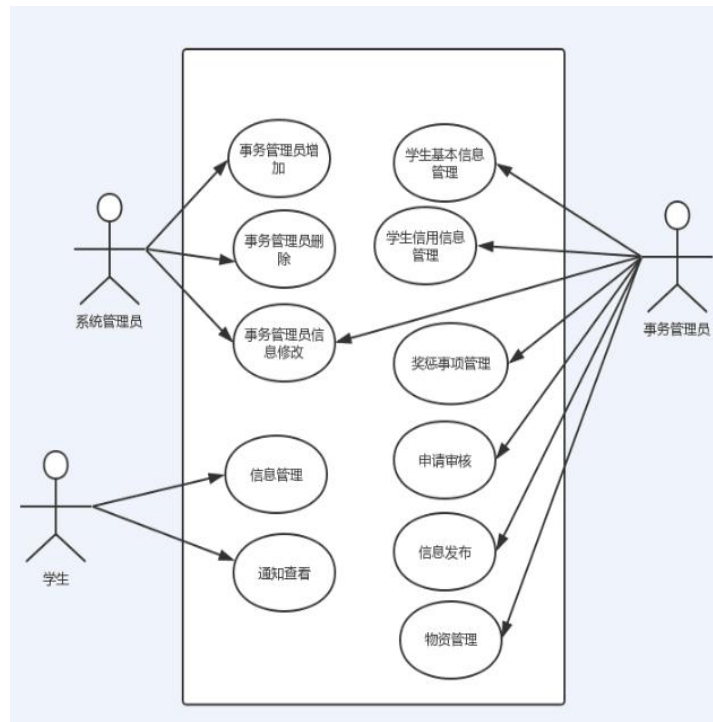 事务管理员增
加
学生基本信息
管理
事务管理员删
除
学生信用信息
管理
系统管理员
事务管理员
事务管理员信
息修改
奖惩事项管理
申请审核
信息管理
信息发布
通知查看
学生
物资管理